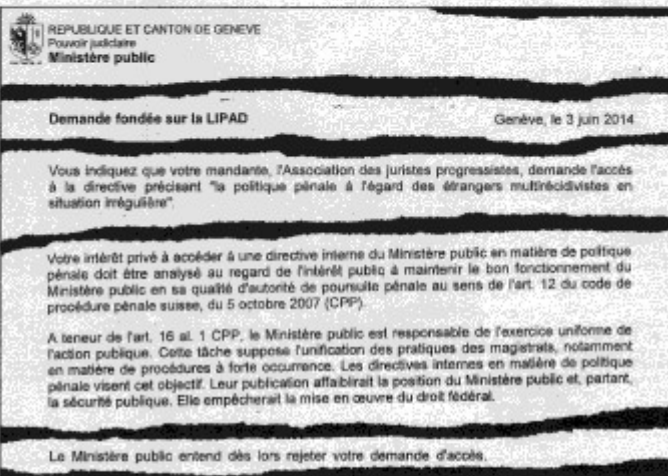 REPUBLIQUE ET CANTON DE GENEVE
Pouvoir judiciaire
Ministère public
Demande fondée sur la LIPAD Genève, le 3 juin 2014
Vous indiquez que votre mandante, l'Association des juristes progressistes, demande l'accès
à la directive précisant "la politique pénale à l'égard des étrangers multirécidivistes en
situation irrégulière".
Votre intérêt privé à accéder à une directive interne du Ministère public en matière de politique
pénale doit être analysé au regard de l'intérêt public à maintenir le bon fonctionnement du
Ministère public en sa qualité d'autorité de poursuite pénale au sens de l'art. 12 du code de
procédure pénale suisse, du 5 octobre 2007 (CPP).
A teneur de l'art. 16 al. 1 CPP, le Ministère public est responsable de l'exercice uniforme de
l'action publique. Cette tâche suppose l'unification des pratiques des magistrats, notamment
en matière de procédures à forte occurrence. Les directives internes en matière de politique
pénale visent cet objectif. Leur publication affaiblirait la position du Ministère public et, partant,
la sécurité publique. Elle empêcherait la mise en œuvre du droit fédéral.
Le Ministère public entend dès lors rejeter votre demande d'accès.